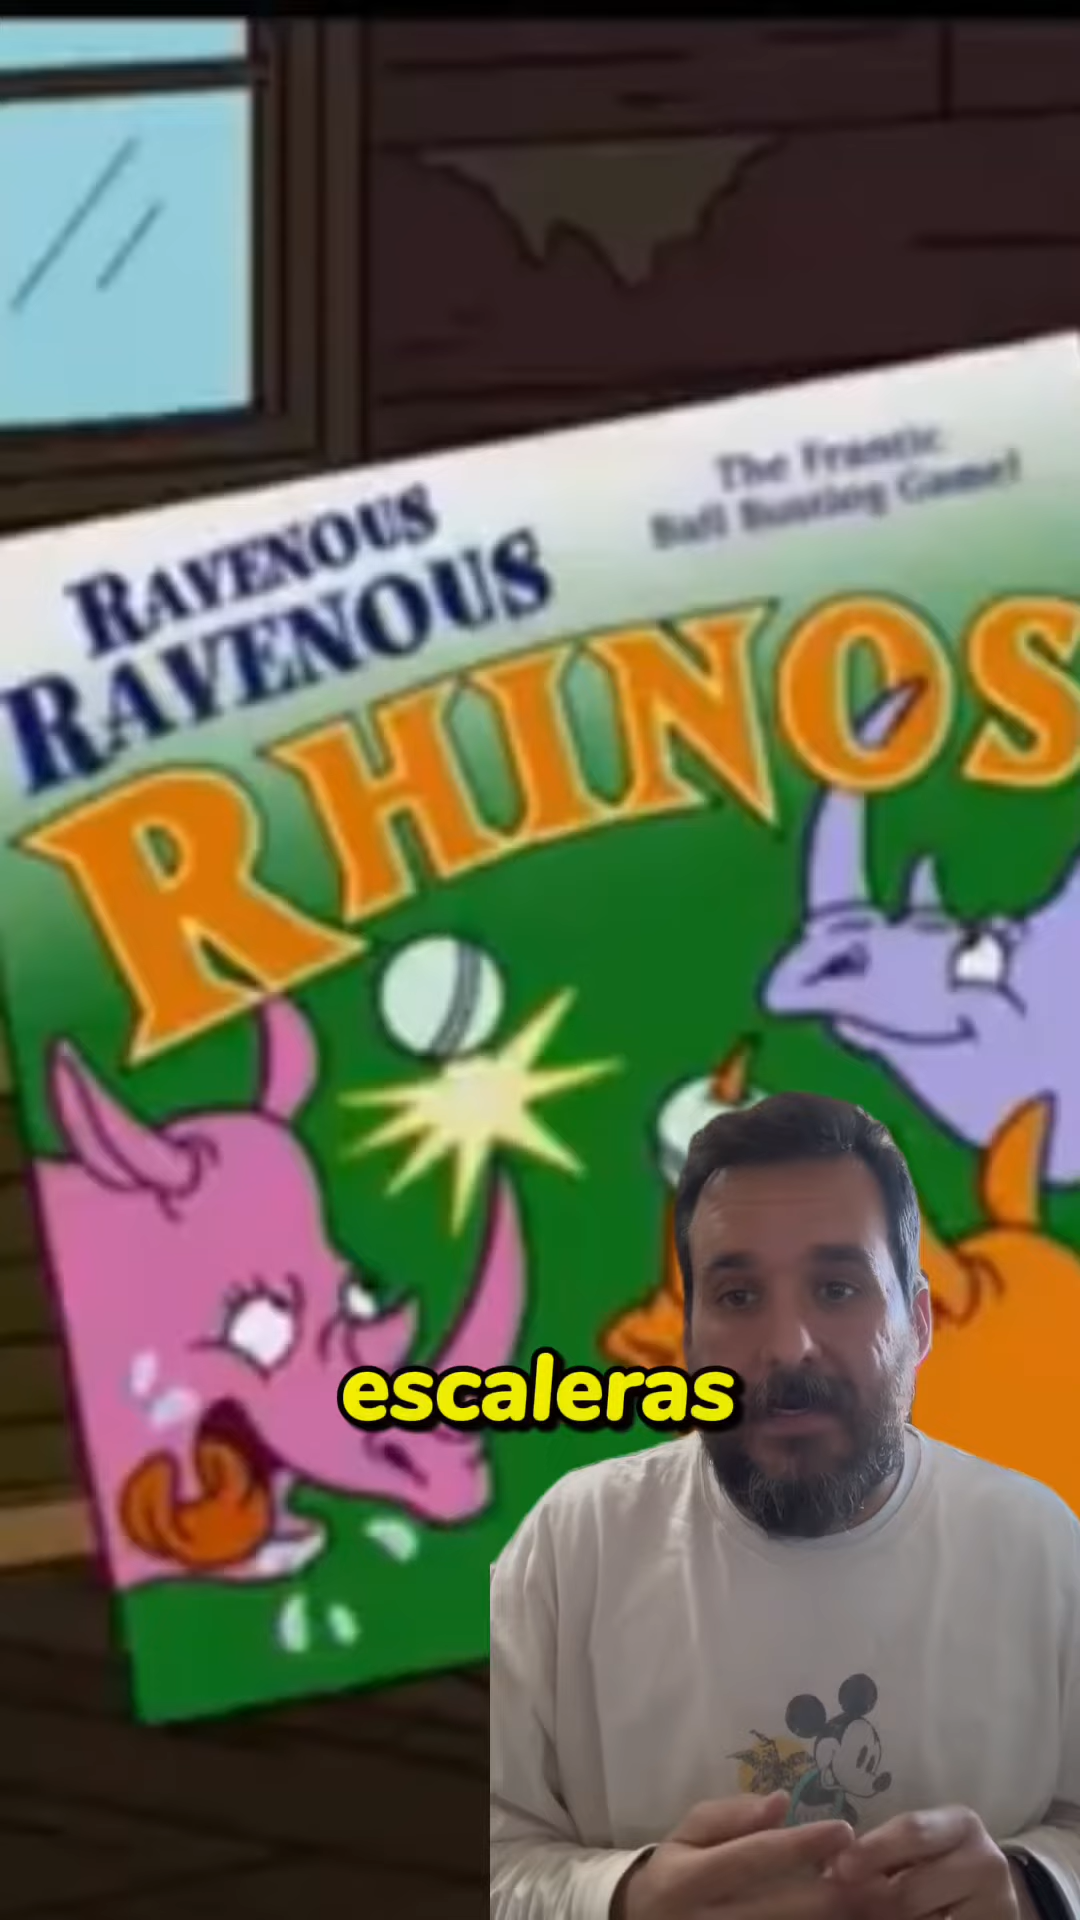 The Frantic
Ball Busting Game!
RAVENOUS
RAVENOUS
RHINOS
escaleras